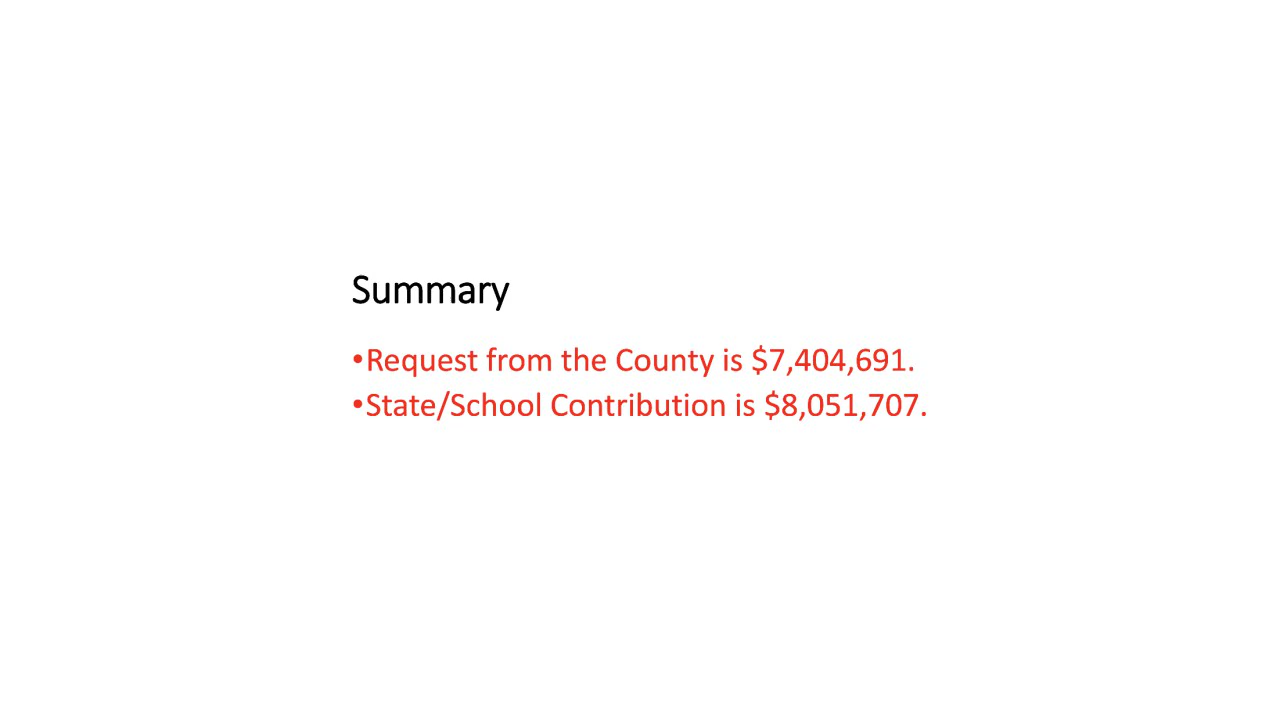 Summary
•Request from the County is $7,404,691.
•State/School Contribution is $8,051,707.